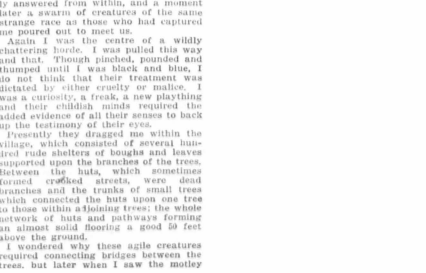 ly answered from within, and a moment
later a swarm of creatures of the same
strange race as those who had captured
me poured out to meet us.
Again I was the centre of a wildly
chattering horde. I was pulled this way
and that. Though pinched, pounded and
thumped until I was black and blue, I
do not think that their treatment was
dictated by either cruelty or malice. I
was a curiosity, a freak, a new plaything
and their childish minds required the
added evidence of all their senses to back
up the testimony of their eyes.
Presently they dragged me within the
village, which consisted of several hun-
dred rude shelters of boughs and leaves
supported upon the branches of the trees.
Between the huts, which sometimes
formed crooked streets, were dead
branches and the trunks of small trees
which connected the huts upon one tree
to those within adjoining trees; the whole
network of huts and pathways forming
an almost solid flooring a good 50 feet
above the ground.
I wondered why these agile creatures
required connecting bridges between the
trees, but later when I saw the motley